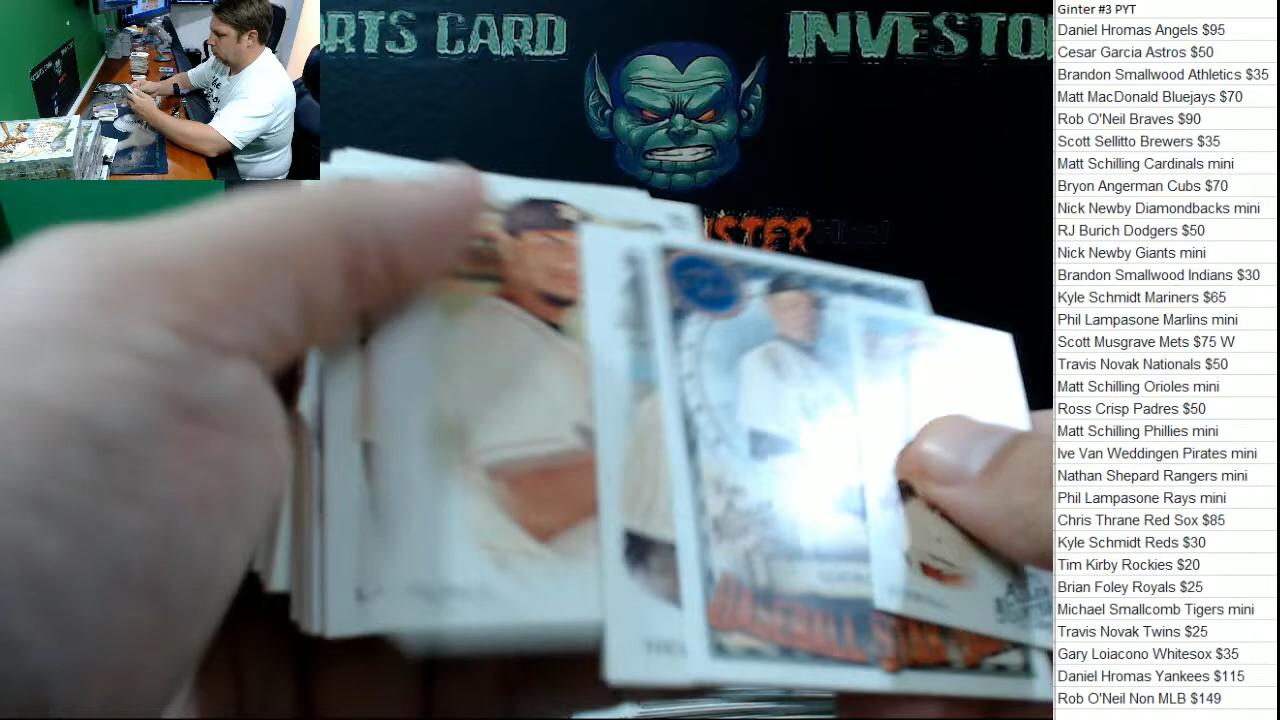 RTS CARD INVESTO
STER
BASEBALL STAR
Ginter #3 PYT
Daniel Hromas Angels $95
Cesar Garcia Astros $50
Brandon Smallwood Athletics $35
Matt MacDonald Bluejays $70
Rob O'Neil Braves $90
Scott Sellitto Brewers $35
Matt Schilling Cardinals mini
Bryon Angerman Cubs $70
Nick Newby Diamondbacks mini
RJ Burich Dodgers $50
Nick Newby Giants mini
Brandon Smallwood Indians $30
Kyle Schmidt Mariners $65
Phil Lampasone Marlins mini
Scott Musgrave Mets $75 W
Travis Novak Nationals $50
Matt Schilling Orioles mini
Ross Crisp Padres $50
Matt Schilling Phillies mini
Ive Van Weddingen Pirates mini
Nathan Shepard Rangers mini
Phil Lampasone Rays mini
Chris Thrane Red Sox $85
Kyle Schmidt Reds $30
Tim Kirby Rockies $20
Brian Foley Royals $25
Michael Smallcomb Tigers mini
Travis Novak Twins $25
Gary Loiacono Whitesox $35
Daniel Hromas Yankees $115
Rob O'Neil Non MLB $149